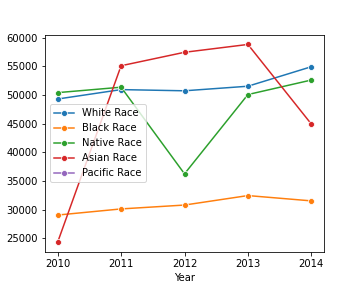 60000
55000
50000
45000
40000
35000
30000
25000
White Race
Black Race
Native Race
Asian Race
Pacific Race
2010 2011 2012 2013 2014
Year